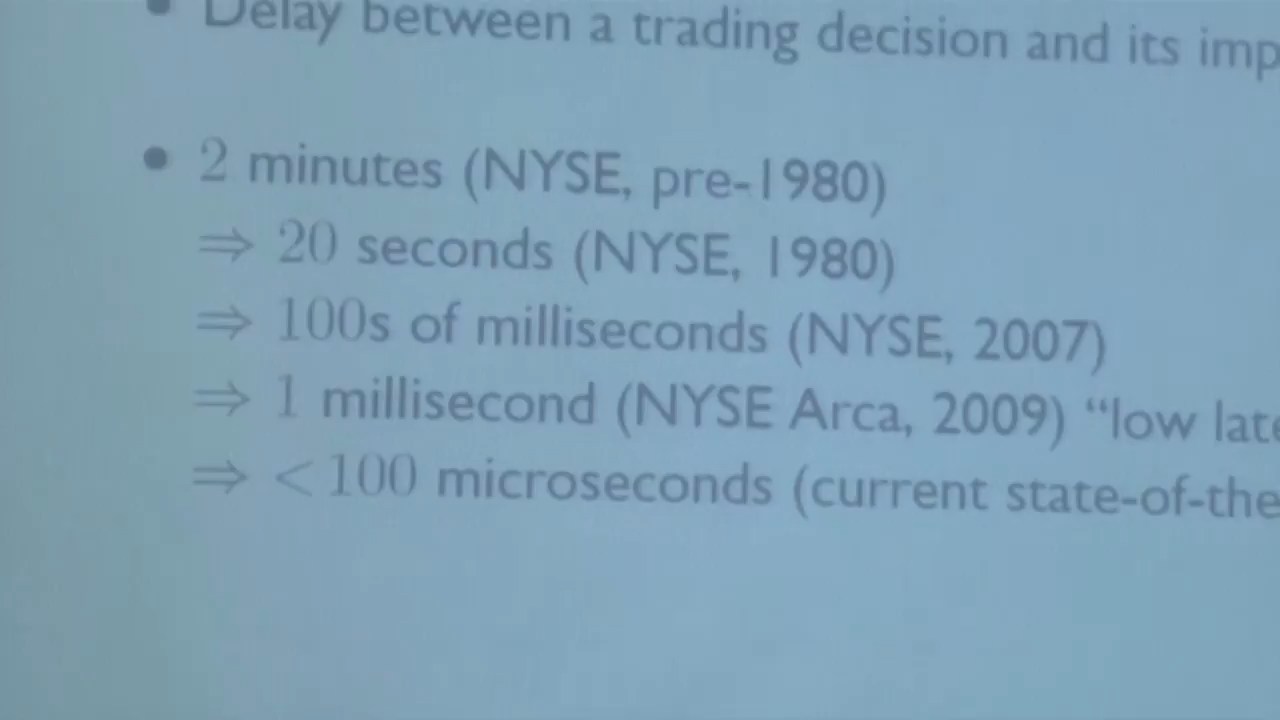 • Delay between a trading decision and its imp
• 2 minutes (NYSE, pre-1980)
⇒ 20 seconds (NYSE, 1980)
⇒ 100s of milliseconds (NYSE, 2007)
⇒ 1 millisecond (NYSE Arca, 2009) “low late
⇒ <100 microseconds (current state-of-the